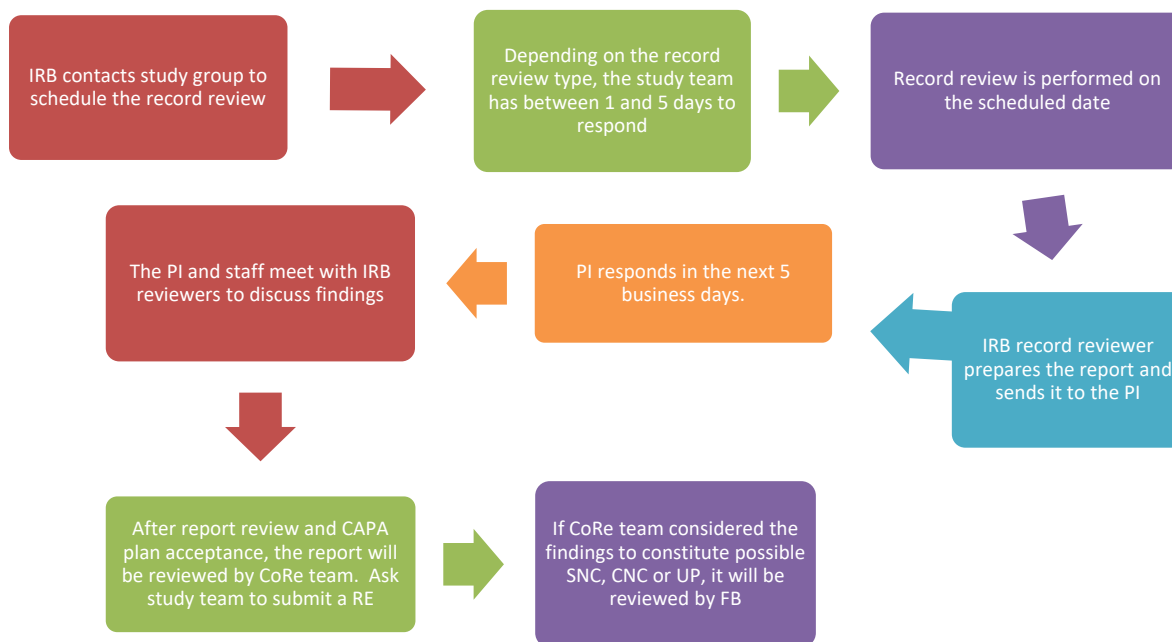 IRB contacts study group to
schedule the record review
Depending on the record
review type, the study team
has between 1 and 5 days to
respond
Record review is performed on
the scheduled date
IRB record reviewer
prepares the report and
sends it to the PI
PI responds in the next 5
business days.
The PI and staff meet with IRB
reviewers to discuss findings
After report review and CAPA
plan acceptance, the report will
be reviewed by CoRe team.  Ask
study team to submit a RE
If CoRe team considered the
findings to constitute possible
SNC, CNC or UP, it will be
reviewed by FB